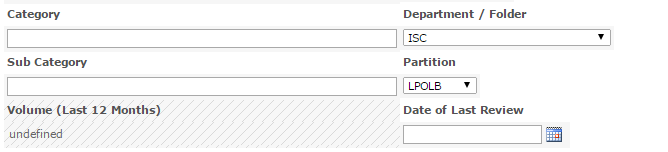 Category Department / Folder
ISC
Sub Category Partition
LPOLB
Volume (Last 12 Months) Date of Last Review
undefined